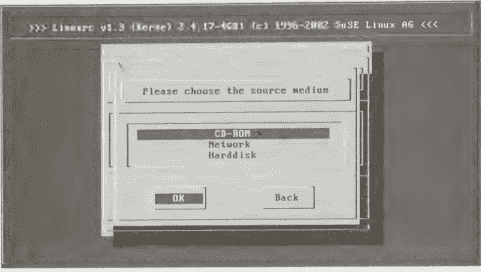 >>> Linuxrc v1.3 (Kernel 2.4.17-4GB) (c) 1996-2002 SuSE Linux AG <<<
Please choose the source medium
CD-ROM
Network
Harddisk
OK Back